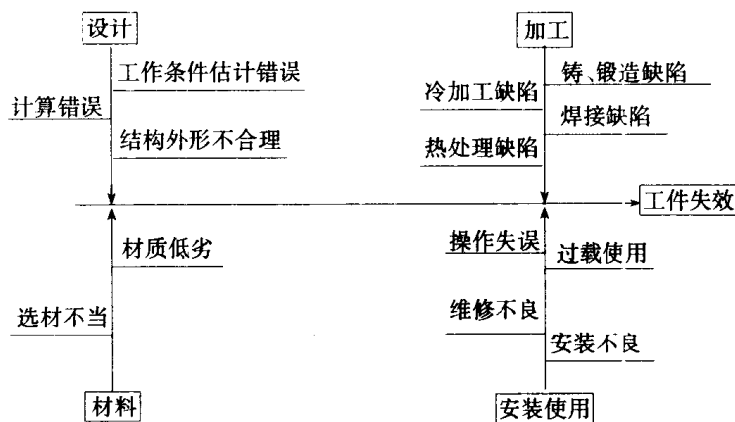 设计
加工
工作条件估计错误
铸、锻造缺陷
计算错误
冷加工缺陷
焊接缺陷
结构外形不合理
热处理缺陷
工件失效
材质低劣
操作失误
过载使用
选材不当
维修不良
安装不良
材料
安装使用